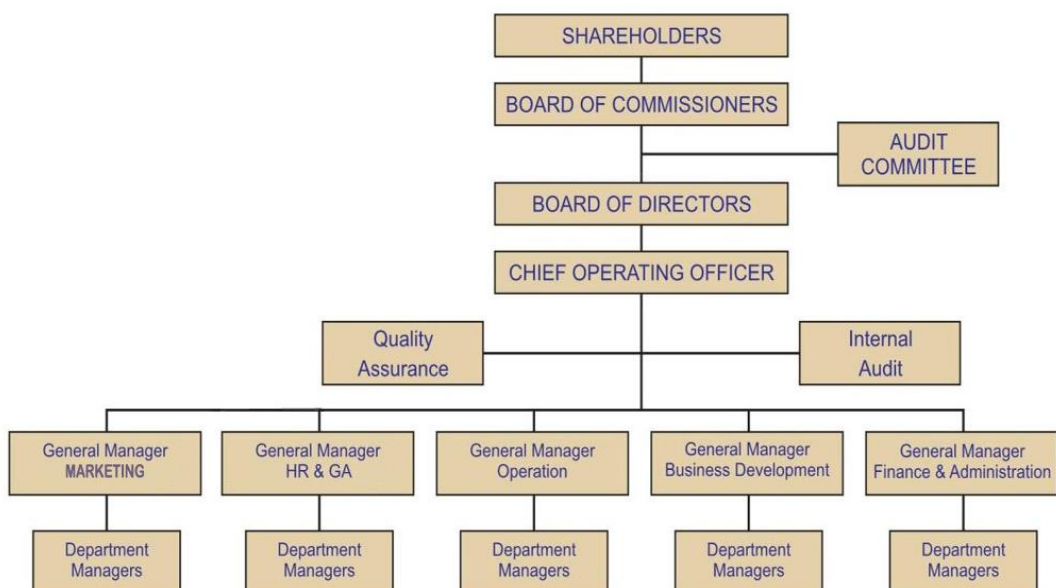 SHAREHOLDERS
BOARD OF COMMISSIONERS
AUDIT
COMMITTEE
BOARD OF DIRECTORS
CHIEF OPERATING OFFICER
Quality
Assurance
Internal
Audit
General Manager
MARKETING
General Manager
HR & GA
General Manager
Operation
General Manager
Business Development
General Manager
Finance & Administration
Department
Managers
Department
Managers
Department
Managers
Department
Managers
Department
Managers